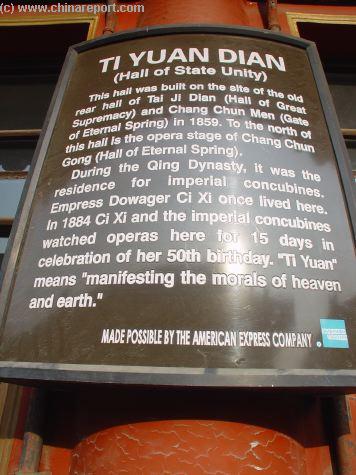 (c) www.chinareport.com
TI YUAN DIAN
(Hall of State Unity)
This hall was built on the site of the old
rear hall of Tai Ji Dian (Hall of Great
Supremacy) and Chang Chun Men (Gate
of Eternal Spring) in 1859. To the north of
this hall is the opera stage of Chang Chun
Gong (Hall of Eternal Spring).
During the Qing Dynasty, it was the
residence for imperial concubines.
Empress Dowager Ci Xi once lived here.
In 1884 Ci Xi and the imperial concubines
watched operas here for 15 days in
celebration of her 50th birthday. "Ti Yuan"
means "manifesting the morals of heaven
and earth."
MADE POSSIBLE BY THE AMERICAN EXPRESS COMPANY